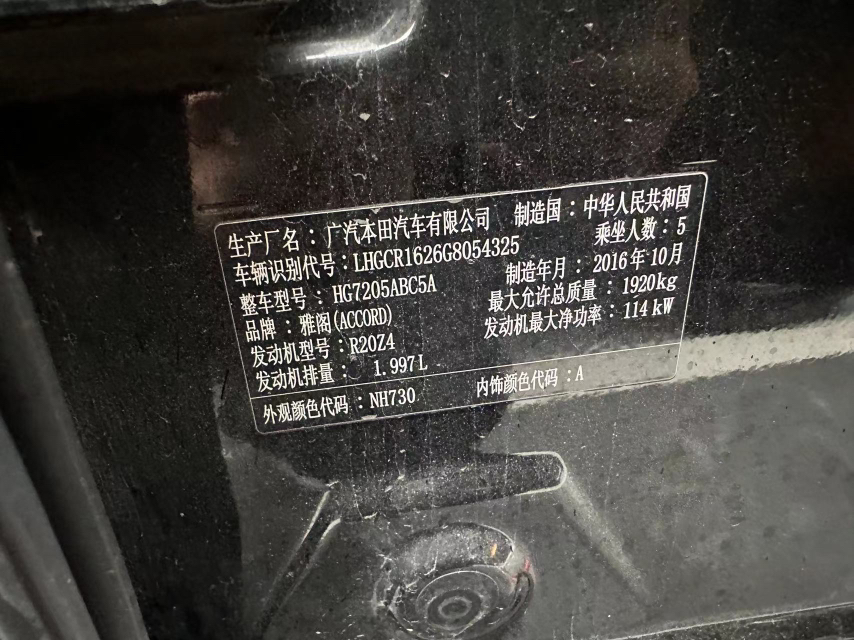 生产厂名：广汽本田汽车有限公司 制造国：中华人民共和国
车辆识别代号：LHGCR1626G8054325 乘坐人数：5
整车型号：HG7205ABC5A 制造年月：2016年10月
品牌：雅阁(ACCORD) 最大允许总质量：1920kg
发动机型号：R20Z4 发动机最大净功率：114kW
发动机排量：1.997L
外观颜色代码：NH730 内饰颜色代码：A